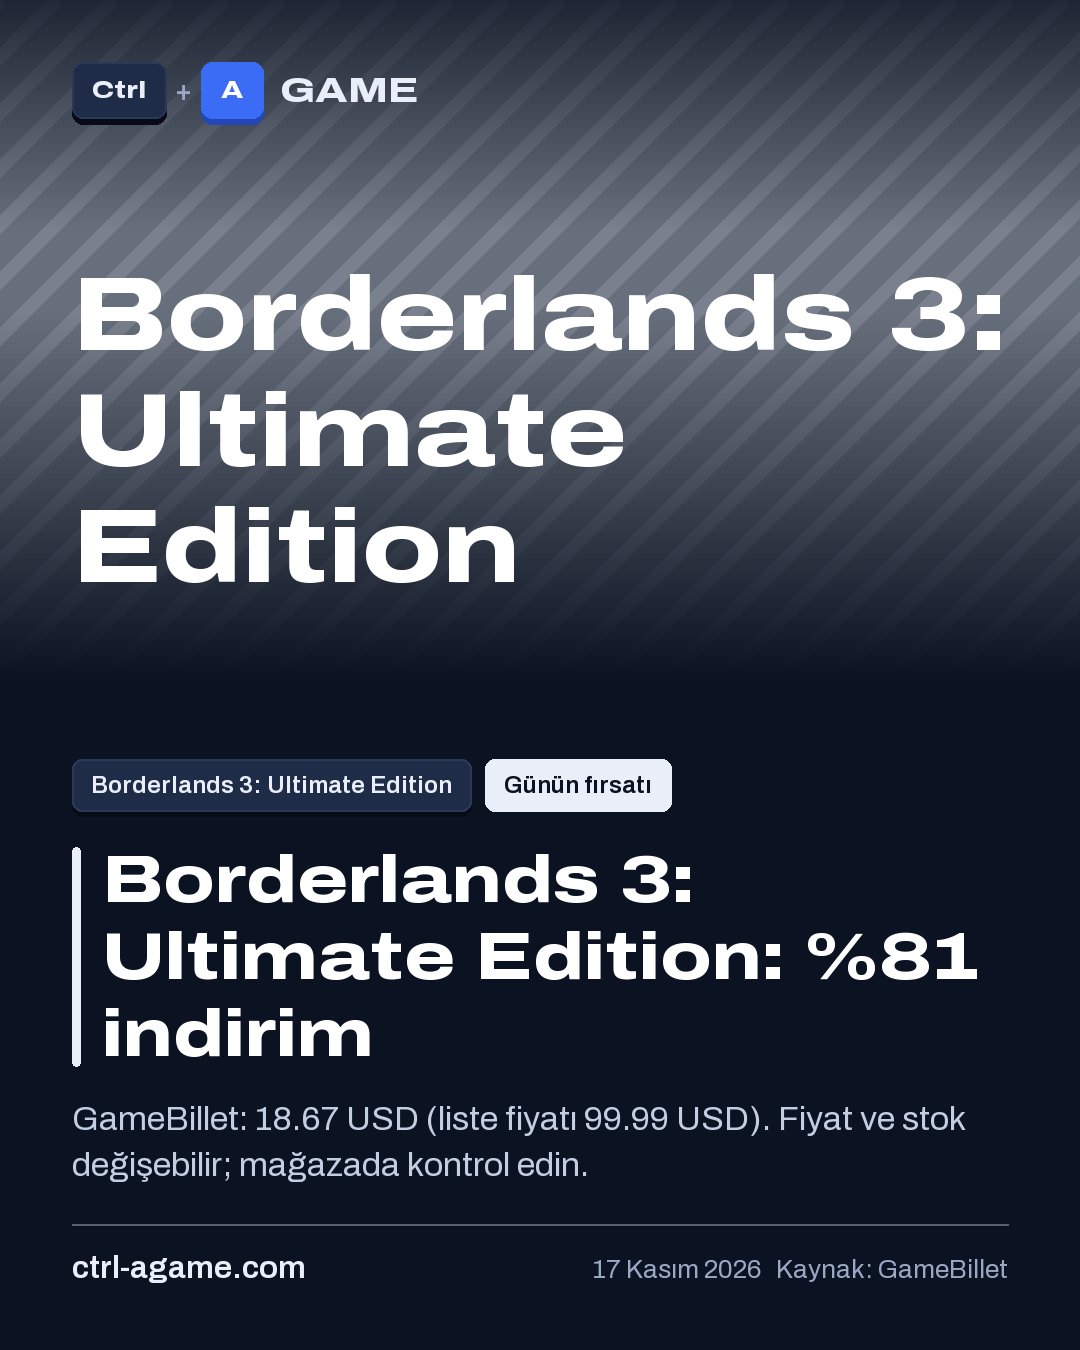 Ctrl + A GAME
Borderlands 3:
Ultimate
Edition
Borderlands 3: Ultimate Edition Günün fırsatı
Borderlands 3:
Ultimate Edition: %81
indirim
GameBillet: 18.67 USD (liste fiyatı 99.99 USD). Fiyat ve stok
değişebilir; mağazada kontrol edin.
ctrl-agame.com 17 Kasım 2026 Kaynak: GameBillet